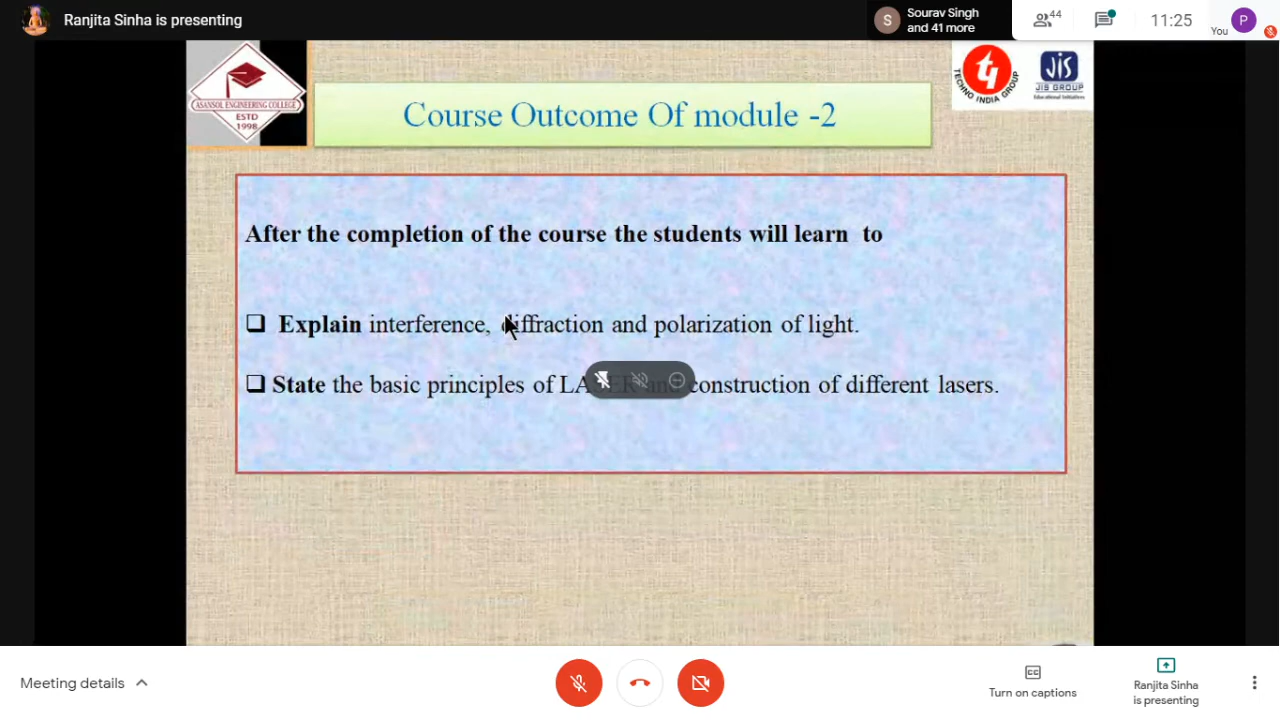 Ranjita Sinha is presenting
S
Sourav Singh
and 41 more
44
11:25
You
P
ASANSOL ENGINEERING COLLEGE
ESTD
1998
Course Outcome Of module -2
TECHNO INDIA GROUP
JIS
JIS GROUP
Educational Initiatives
After the completion of the course the students will learn to
Explain interference, diffraction and polarization of light.
State the basic principles of LASER and construction of different lasers.
Meeting details
CC
Turn on captions
Ranjita Sinha
is presenting